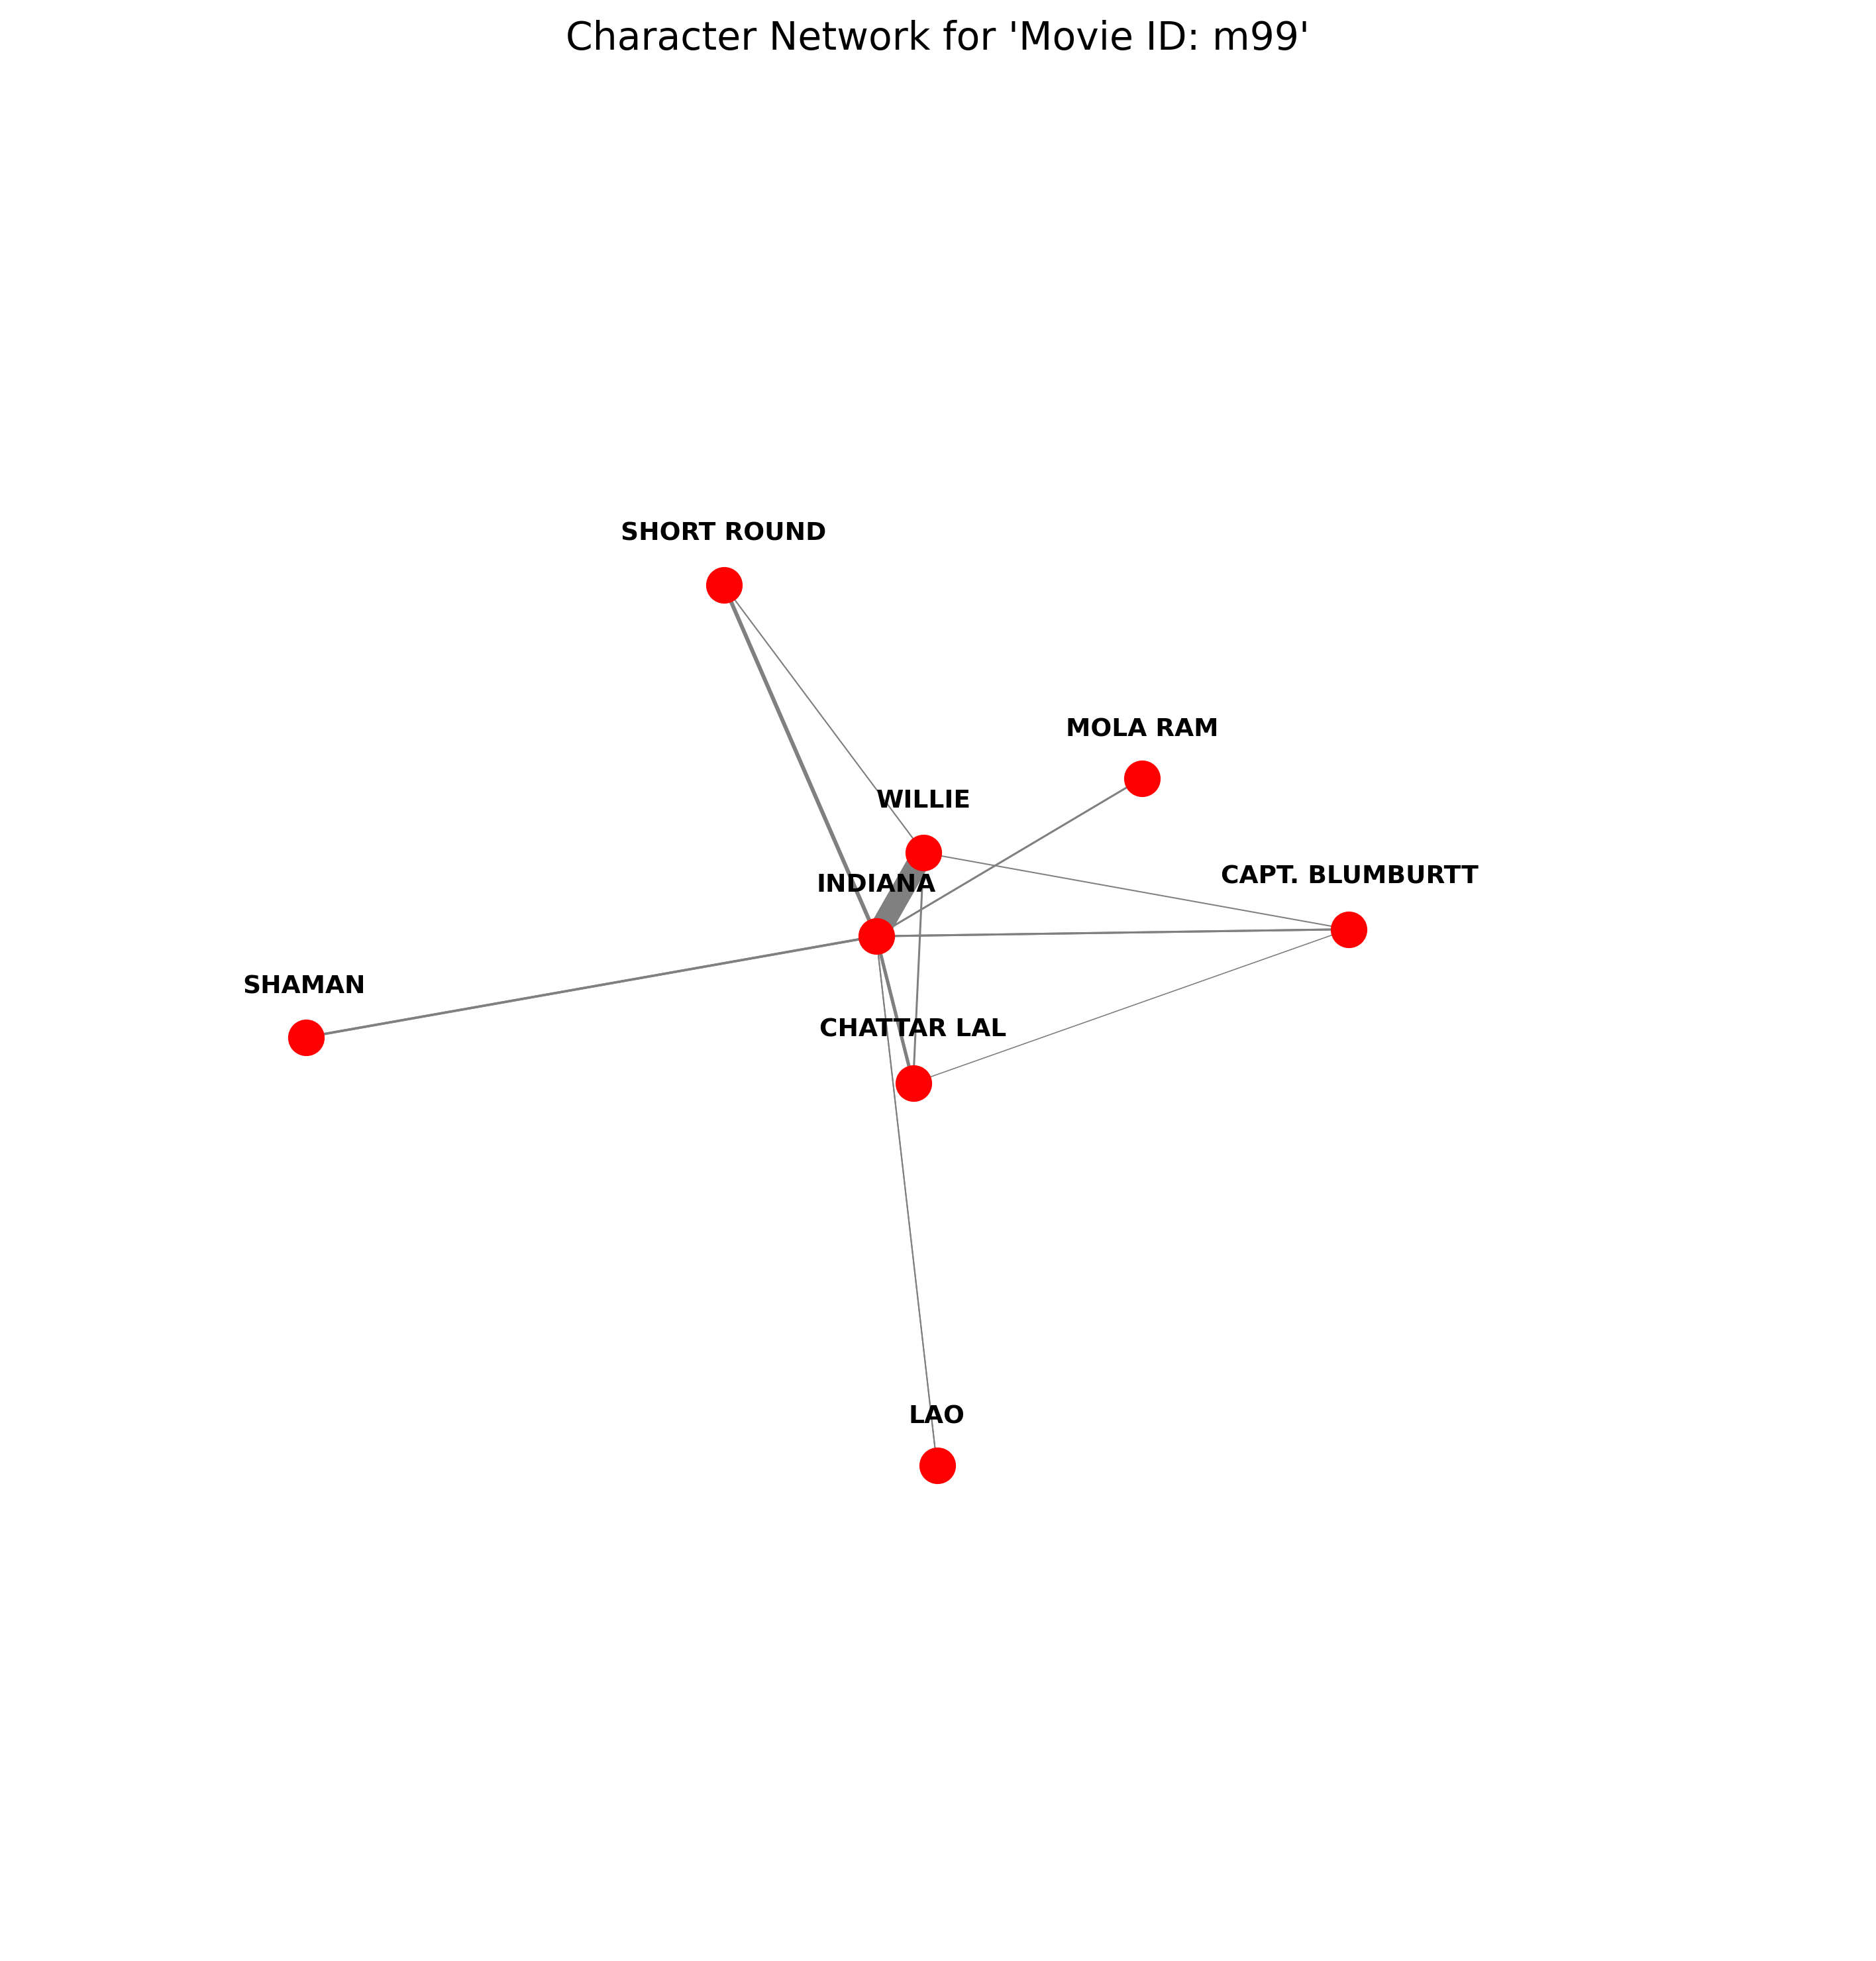 Character Network for 'Movie ID: m99'
SHORT ROUND
MOLA RAM
WILLIE
CAPT. BLUMBURTT
INDIANA
SHAMAN
CHATTAR LAL
LAO